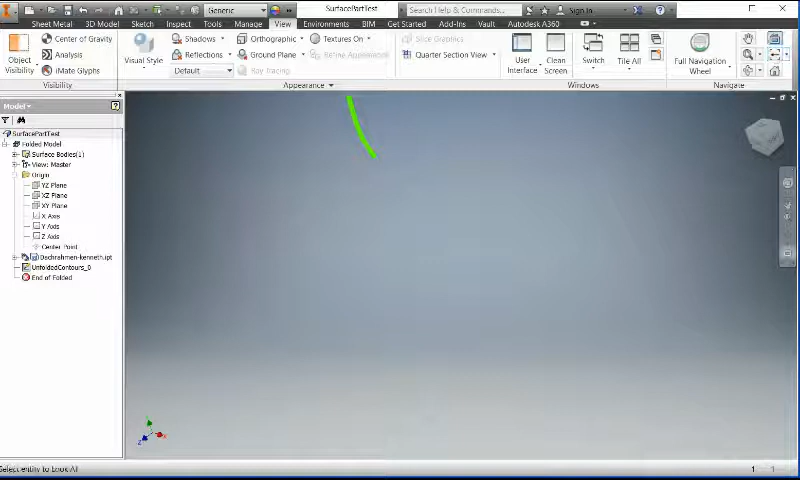 Generic
SurfacePartTest
Search Help & Commands...
Sign In
Sheet Metal 3D Model Sketch Inspect Tools Manage View Environments BIM Get Started Add-Ins Vault Autodesk A360
Object Visibility
Center of Gravity
Analysis
iMate Glyphs
Visibility
Visual Style
Shadows
Reflections
Default
Orthographic
Ground Plane
Ray Tracing
Textures On
Refine Appearance
Appearance
Slice Graphics
Quarter Section View
User Interface
Clean Screen
Switch
Tile All
Windows
Full Navigation Wheel
Navigate
Model
SurfacePartTest
Folded Model
Surface Bodies(1)
View: Master
Origin
YZ Plane
XZ Plane
XY Plane
X Axis
Y Axis
Z Axis
Center Point
Dachrahmen-kenneth.ipt
UnfoldedContours_0
End of Folded
Select entity to Look At
1 1